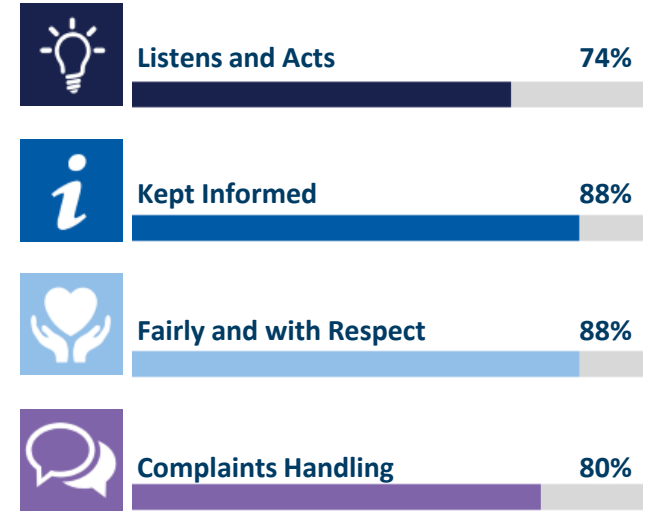 Listens and Acts 74%
Kept Informed 88%
Fairly and with Respect 88%
Complaints Handling 80%